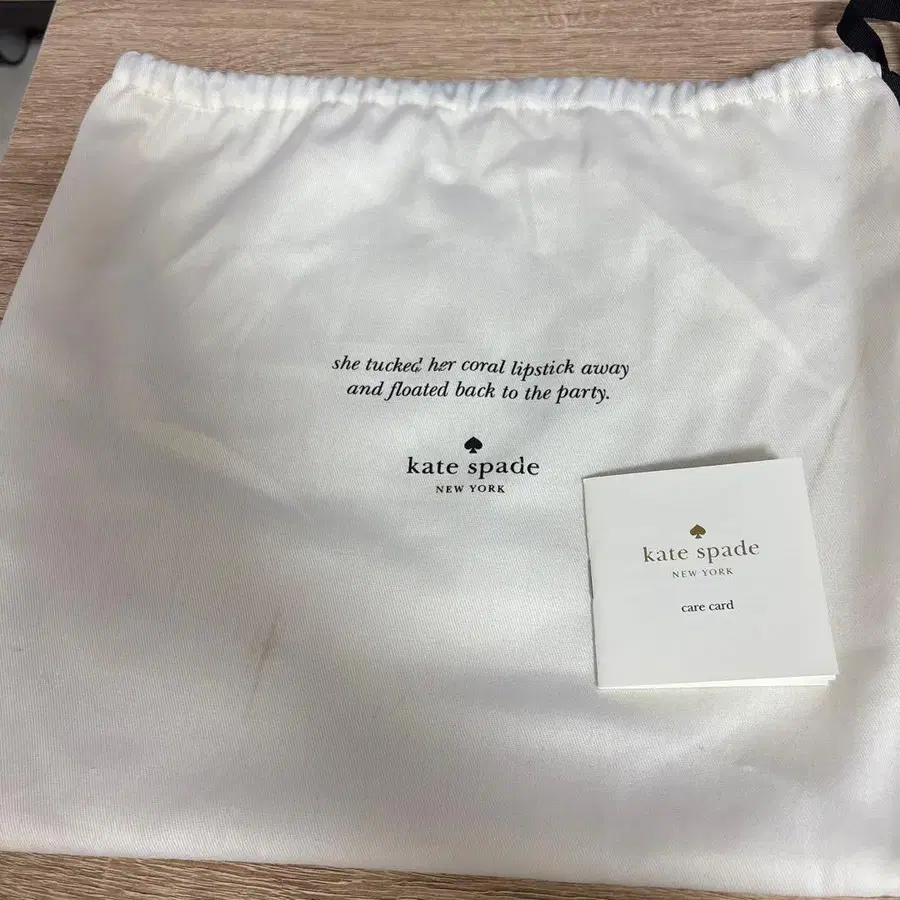 she tucked her coral lipstick away
and floated back to the party.
kate spade
NEW YORK
kate spade
NEW YORK
care card